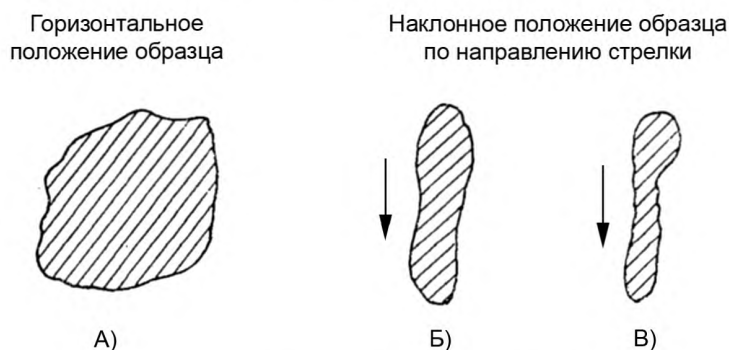 Горизонтальное
положение образца
Наклонное положение образца
по направлению стрелки
А)
Б)
В)